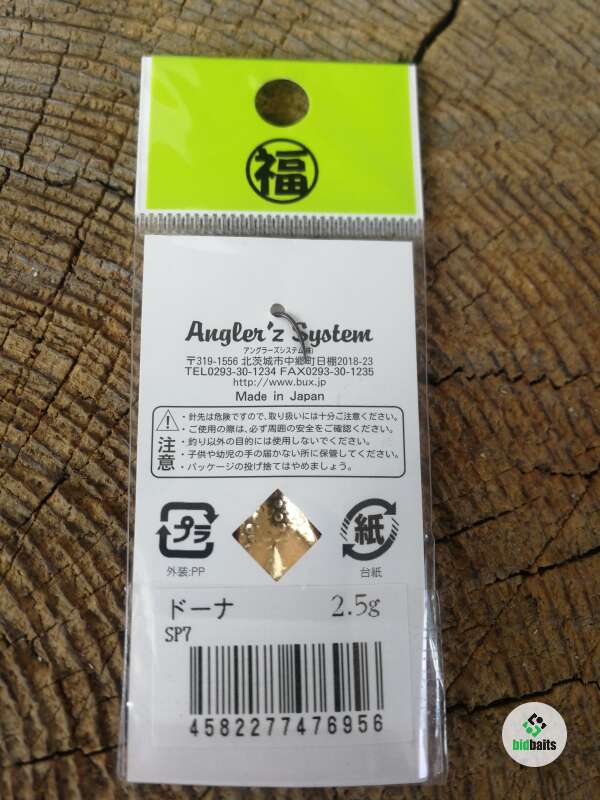 福
Angler'z System
アングラーズシステム(株)
〒319-1556 北茨城市中郷町日棚2018-23
TEL0293-30-1234 FAX0293-30-1235
http://www.bux.jp
Made in Japan
注意
・針先は危険ですので、取り扱いには十分ご注意ください。
・ご使用の際は、必ず周囲の安全をご確認ください。
・釣り以外の目的には使用しないでください。
・子供や幼児の手の届かない所に保管してください。
・パッケージの投げ捨てはやめましょう。
プラ
紙
外装:PP
台紙
ドーナ 2.5g
SP7
4582277476956
bidbaits